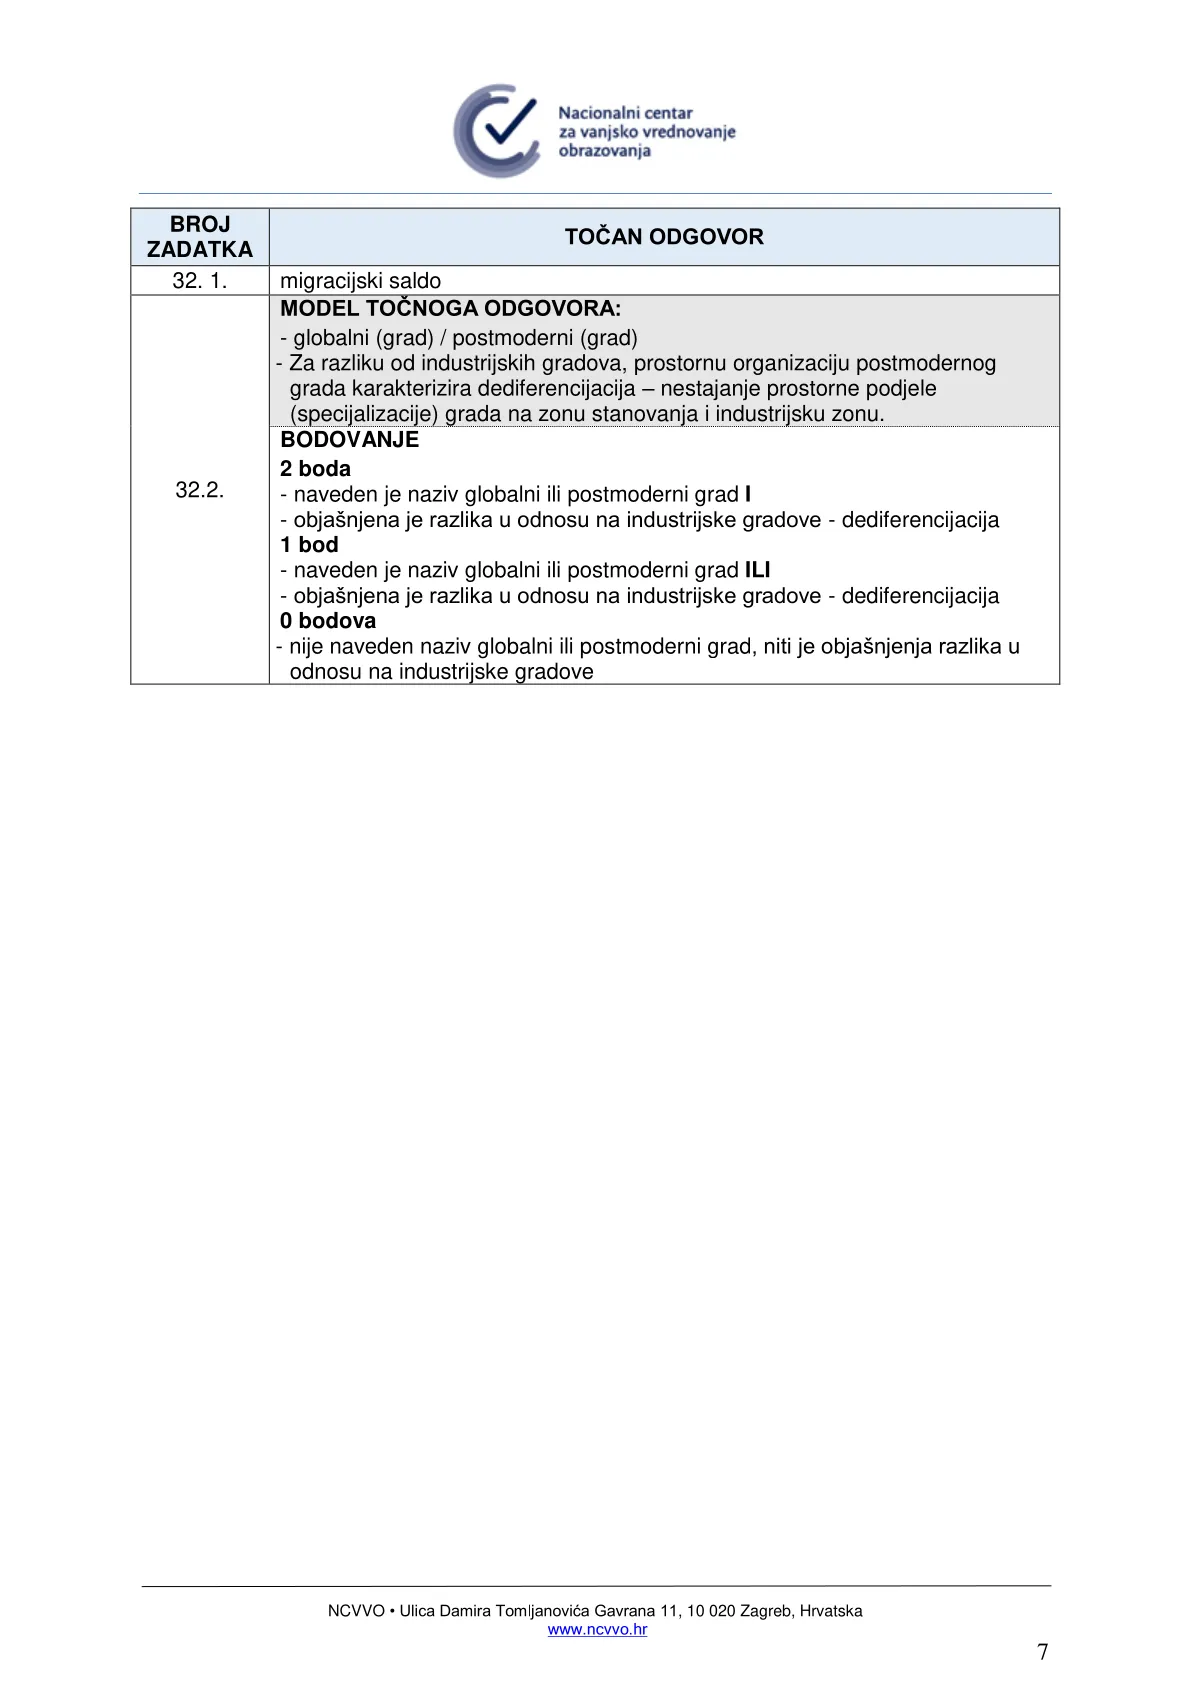 Nacionalni centar
za vanjsko vrednovanje
obrazovanja
BROJ
ZADATKA
TOČAN ODGOVOR
32. 1.
migracijski saldo
32.2.
MODEL TOČNOGA ODGOVORA:
- globalni (grad) / postmoderni (grad)
- Za razliku od industrijskih gradova, prostornu organizaciju postmodernog
grada karakterizira dediferencijacija – nestajanje prostorne podjele
(specijalizacije) grada na zonu stanovanja i industrijsku zonu.
BODOVANJE
2 boda
- naveden je naziv globalni ili postmoderni grad I
- objašnjena je razlika u odnosu na industrijske gradove - dediferencijacija
1 bod
- naveden je naziv globalni ili postmoderni grad ILI
- objašnjena je razlika u odnosu na industrijske gradove - dediferencijacija
0 bodova
- nije naveden naziv globalni ili postmoderni grad, niti je objašnjenja razlika u
odnosu na industrijske gradove
NCVVO • Ulica Damira Tomljanovića Gavrana 11, 10 020 Zagreb, Hrvatska
www.ncvvo.hr
7